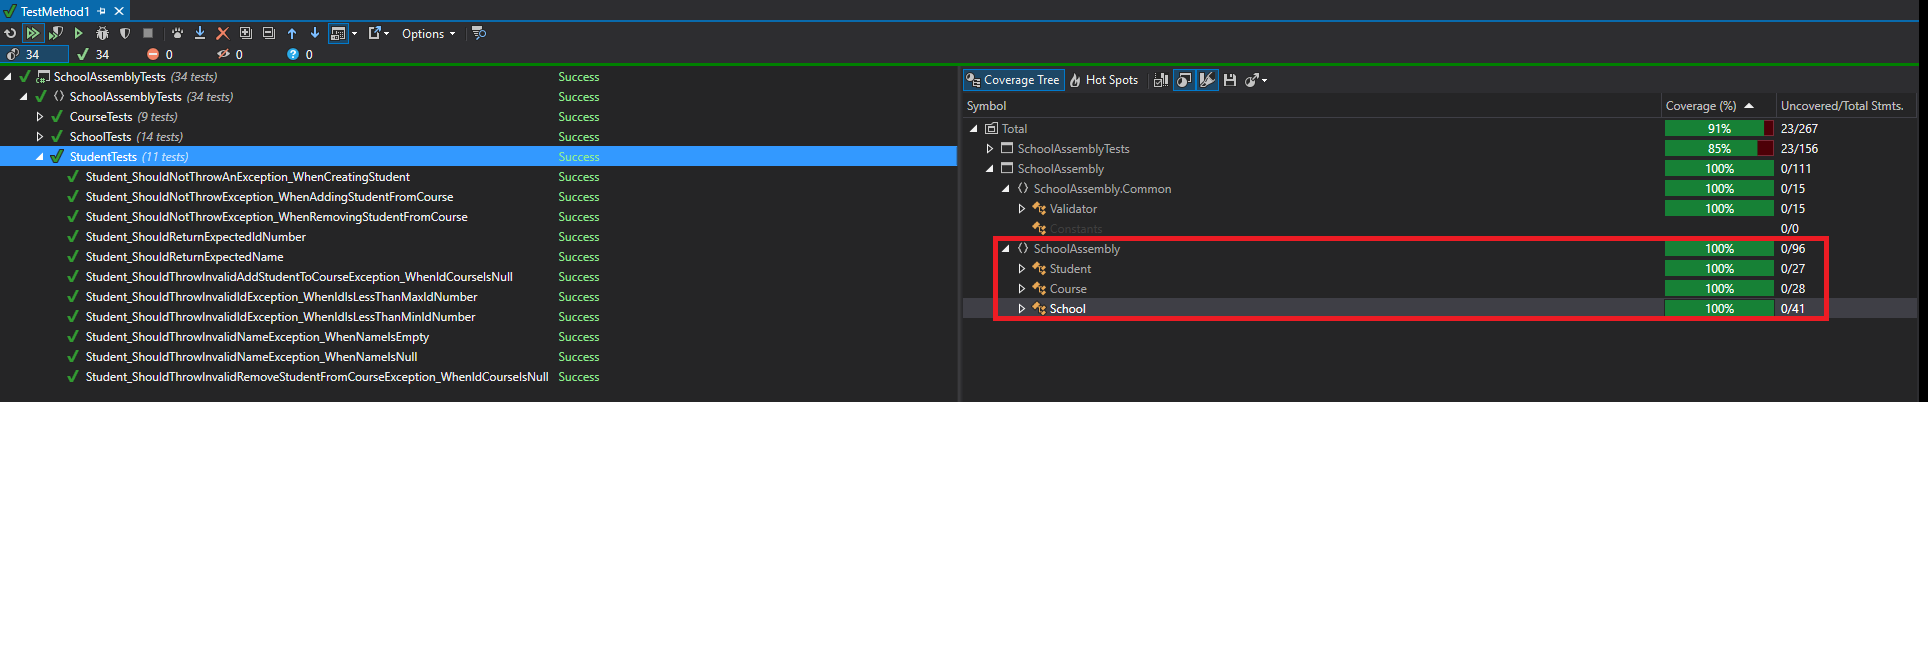 TestMethod1
Options
34 34 0 0 0
SchoolAssemblyTests (34 tests) Success
SchoolAssemblyTests (34 tests) Success
CourseTests (9 tests) Success
SchoolTests (14 tests) Success
StudentTests (11 tests) Success
Student_ShouldNotThrowAnException_WhenCreatingStudent Success
Student_ShouldNotThrowException_WhenAddingStudentFromCourse Success
Student_ShouldNotThrowException_WhenRemovingStudentFromCourse Success
Student_ShouldReturnExpectedIdNumber Success
Student_ShouldReturnExpectedName Success
Student_ShouldThrowInvalidAddStudentToCourseException_WhenIdCourseIsNull Success
Student_ShouldThrowInvalidIdException_WhenIdIsLessThanMaxIdNumber Success
Student_ShouldThrowInvalidIdException_WhenIdIsLessThanMinIdNumber Success
Student_ShouldThrowInvalidNameException_WhenNameIsEmpty Success
Student_ShouldThrowInvalidNameException_WhenNameIsNull Success
Student_ShouldThrowInvalidRemoveStudentFromCourseException_WhenIdCourseIsNull Success
Coverage Tree Hot Spots
Symbol Coverage (%) Uncovered/Total Stmts.
Total 91% 23/267
SchoolAssemblyTests 85% 23/156
SchoolAssembly 100% 0/111
SchoolAssembly.Common 100% 0/15
Validator 100% 0/15
Constants 0/0
SchoolAssembly 100% 0/96
Student 100% 0/27
Course 100% 0/28
School 100% 0/41